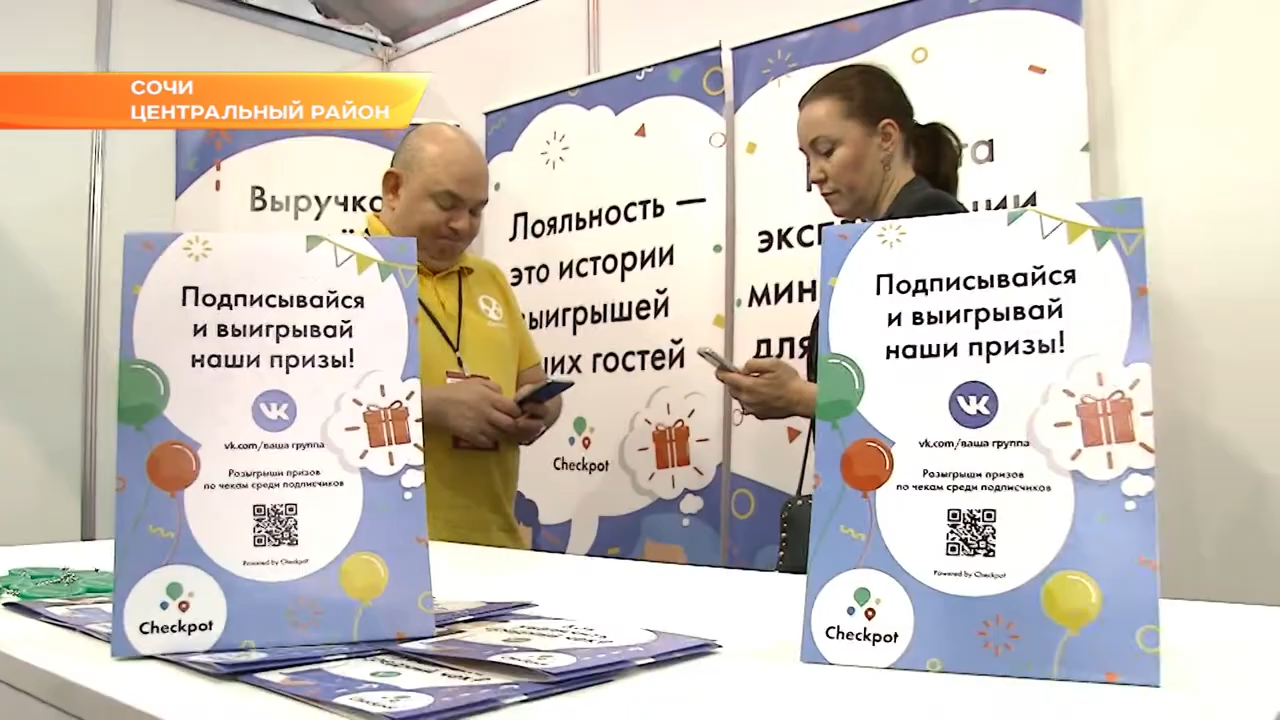 СОЧИ
ЦЕНТРАЛЬНЫЙ РАЙОН
Выручка
Лояльность —
это истории
выигрышей
гостей
Checkpot
мин
для
Подписывайся
и выигрывай
наши призы!
vk.com/ваша группа
Розыгрыши призов
по чекам среди подписчиков
Powered by Checkpot
Checkpot
Подписывайся
и выигрывай
наши призы!
vk.com/ваша группа
Розыгрыши призов
по чекам среди подписчиков
Powered by Checkpot
Checkpot